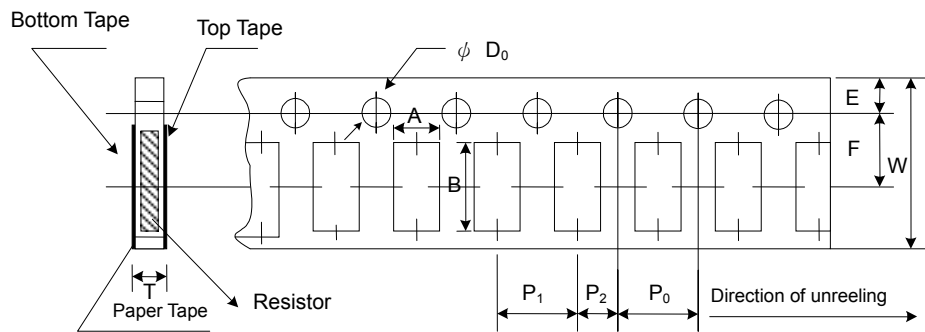 Bottom Tape
Top Tape
φ D₀
E
A
F
W
B
T
P₁
P₂
P₀
Paper Tape
Resistor
Direction of unreeling